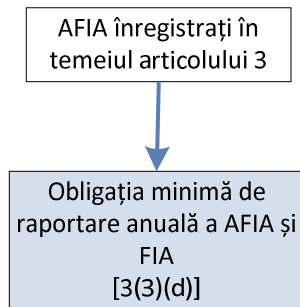 AFIA înregistrați în
temeiul articolului 3
Obligația minimă de
raportare anuală a AFIA și
FIA
[3(3)(d)]